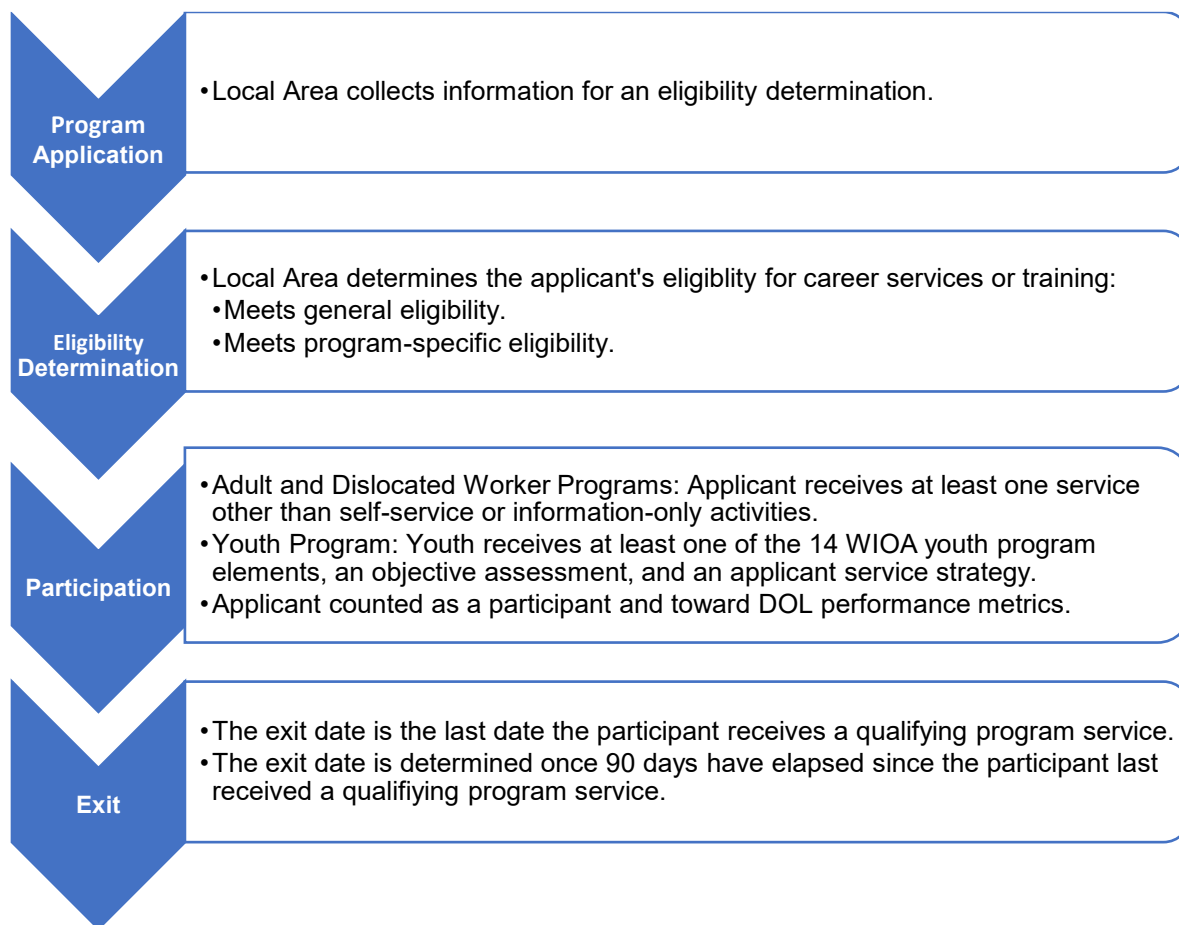 Program
Application
•Local Area collects information for an eligibility determination.
Eligibility
Determination
•Local Area determines the applicant's eligiblity for career services or training:
•Meets general eligibility.
•Meets program-specific eligibility.
Participation
•Adult and Dislocated Worker Programs: Applicant receives at least one service
other than self-service or information-only activities.
•Youth Program: Youth receives at least one of the 14 WIOA youth program
elements, an objective assessment, and an applicant service strategy.
•Applicant counted as a participant and toward DOL performance metrics.
Exit
•The exit date is the last date the participant receives a qualifying program service.
•The exit date is determined once 90 days have elapsed since the participant last
received a qualifiying program service.